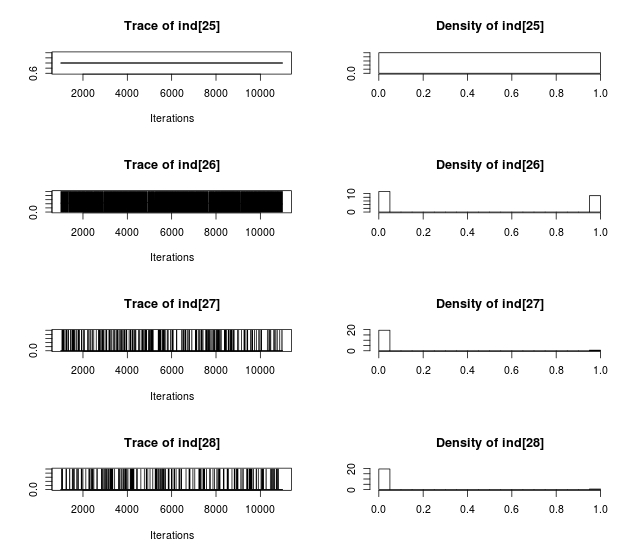 Trace of ind[25] Density of ind[25]
0.6 0.0
2000 4000 6000 8000 10000 0.0 0.2 0.4 0.6 0.8 1.0
Iterations
Trace of ind[26] Density of ind[26]
0.0 0 10
2000 4000 6000 8000 10000 0.0 0.2 0.4 0.6 0.8 1.0
Iterations
Trace of ind[27] Density of ind[27]
0.0 0 20
2000 4000 6000 8000 10000 0.0 0.2 0.4 0.6 0.8 1.0
Iterations
Trace of ind[28] Density of ind[28]
0.0 0 20
2000 4000 6000 8000 10000 0.0 0.2 0.4 0.6 0.8 1.0
Iterations